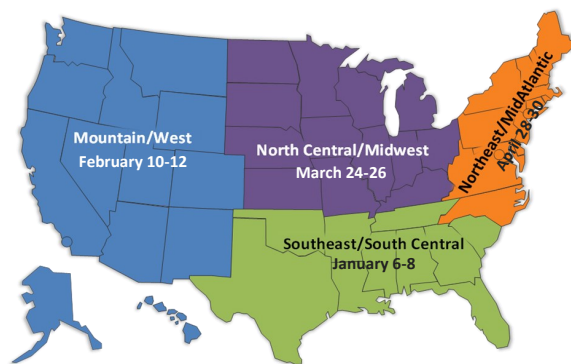 Mountain/West
February 10-12
North Central/Midwest
March 24-26
Northeast/MidAtlantic
April 28-30
Southeast/South Central
January 6-8